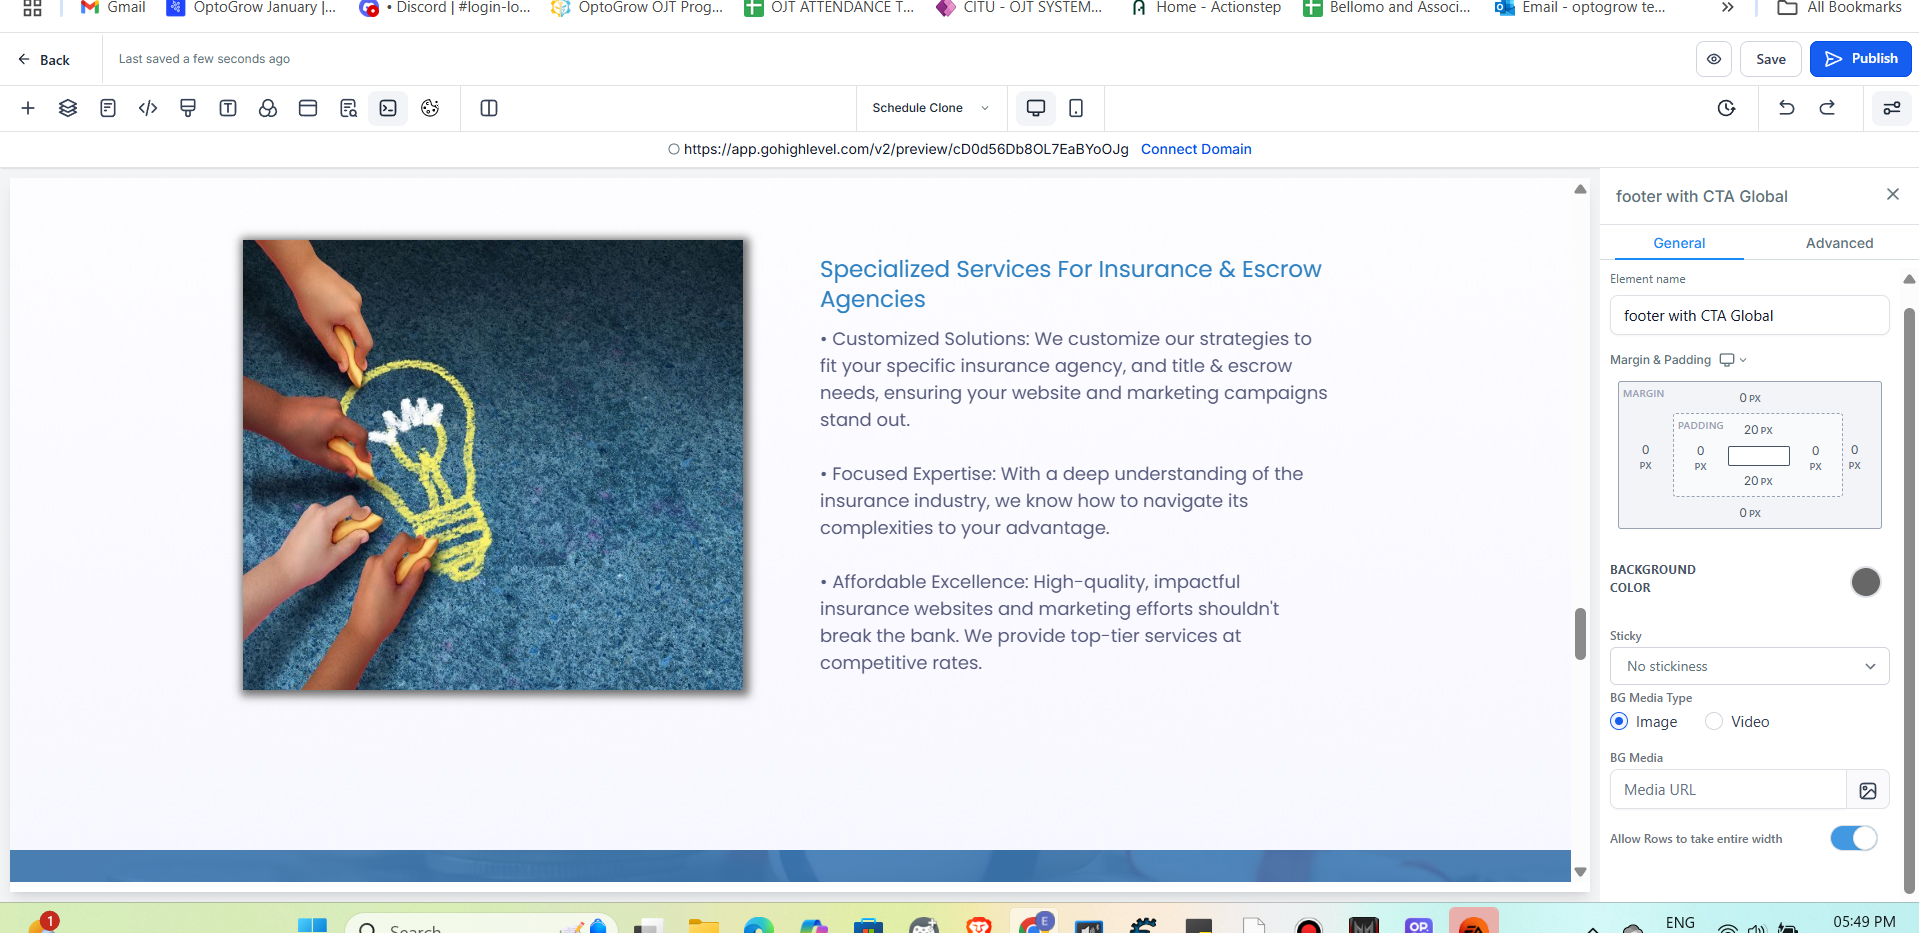 Gmail
OptoGrow January |...
• Discord | #login-lo...
OptoGrow OJT Prog...
OJT ATTENDANCE T...
CITU - OJT SYSTEM...
Home - Actionstep
Bellomo and Associ...
Email - optogrow te...
All Bookmarks
Back
Last saved a few seconds ago
Save
Publish
Schedule Clone
https://app.gohighlevel.com/v2/preview/cD0d56Db8OL7EaBYoOJg
Connect Domain
Specialized Services For Insurance & Escrow
Agencies
• Customized Solutions: We customize our strategies to
fit your specific insurance agency, and title & escrow
needs, ensuring your website and marketing campaigns
stand out.
• Focused Expertise: With a deep understanding of the
insurance industry, we know how to navigate its
complexities to your advantage.
• Affordable Excellence: High-quality, impactful
insurance websites and marketing efforts shouldn't
break the bank. We provide top-tier services at
competitive rates.
footer with CTA Global
General
Advanced
Element name
footer with CTA Global
Margin & Padding
MARGIN
0 PX
PADDING
20 PX
0 PX
0 PX
0 PX
0 PX
20 PX
0 PX
BACKGROUND
COLOR
Sticky
No stickiness
BG Media Type
Image
Video
BG Media
Media URL
Allow Rows to take entire width
1
Search
E
OP.
ENG
05:49 PM